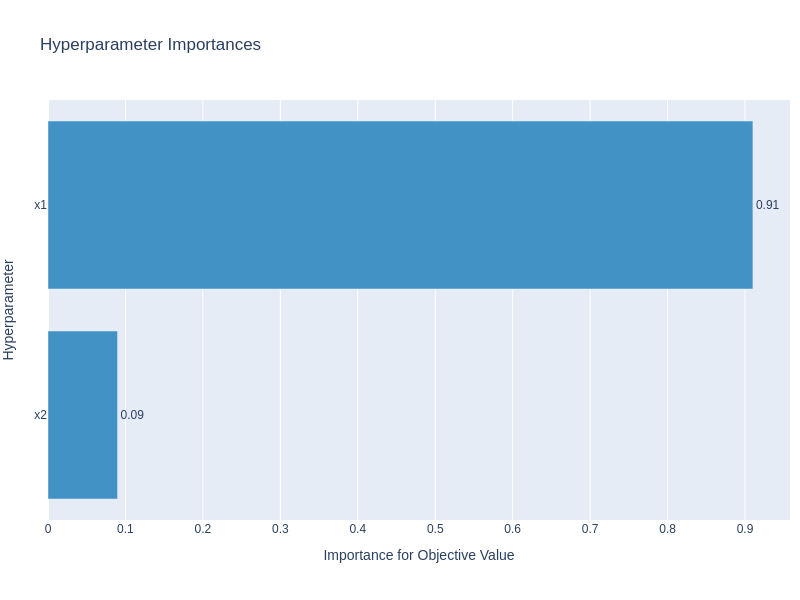 Hyperparameter Importances
Hyperparameter
x1
0.91
x2
0.09
0 0.1 0.2 0.3 0.4 0.5 0.6 0.7 0.8 0.9
Importance for Objective Value